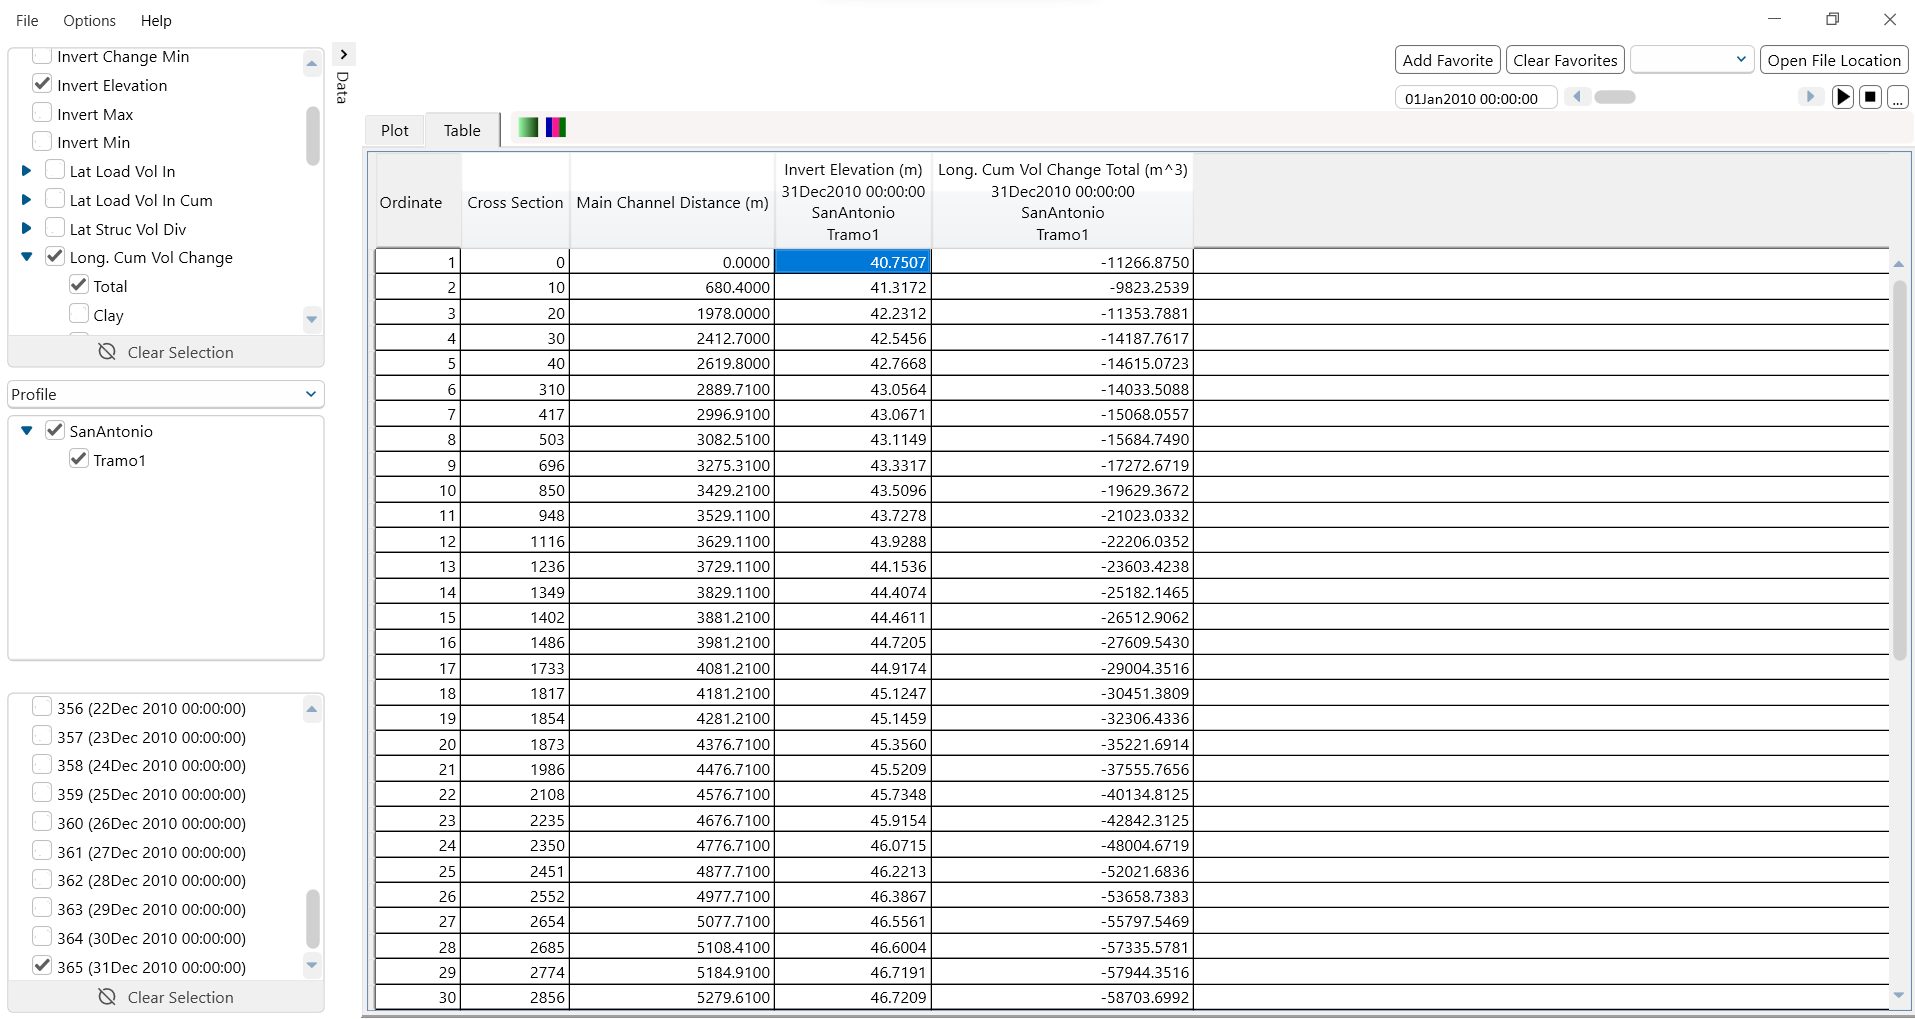 File Options Help
Invert Change Min
Invert Elevation
Invert Max
Invert Min
Lat Load Vol In
Lat Load Vol In Cum
Lat Struc Vol Div
Long. Cum Vol Change
Total
Clay
Clear Selection
Profile
SanAntonio
Tramo1
356 (22Dec 2010 00:00:00)
357 (23Dec 2010 00:00:00)
358 (24Dec 2010 00:00:00)
359 (25Dec 2010 00:00:00)
360 (26Dec 2010 00:00:00)
361 (27Dec 2010 00:00:00)
362 (28Dec 2010 00:00:00)
363 (29Dec 2010 00:00:00)
364 (30Dec 2010 00:00:00)
365 (31Dec 2010 00:00:00)
Clear Selection
Data
Add Favorite Clear Favorites Open File Location
01Jan2010 00:00:00 ...
Plot Table
Ordinate Cross Section Main Channel Distance (m) Invert Elevation (m) 31Dec2010 00:00:00 SanAntonio Tramo1 Long. Cum Vol Change Total (m^3) 31Dec2010 00:00:00 SanAntonio Tramo1
1 0 0.0000 40.7507 -11266.8750
2 10 680.4000 41.3172 -9823.2539
3 20 1978.0000 42.2312 -11353.7881
4 30 2412.7000 42.5456 -14187.7617
5 40 2619.8000 42.7668 -14615.0723
6 310 2889.7100 43.0564 -14033.5088
7 417 2996.9100 43.0671 -15068.0557
8 503 3082.5100 43.1149 -15684.7490
9 696 3275.3100 43.3317 -17272.6719
10 850 3429.2100 43.5096 -19629.3672
11 948 3529.1100 43.7278 -21023.0332
12 1116 3629.1100 43.9288 -22206.0352
13 1236 3729.1100 44.1536 -23603.4238
14 1349 3829.1100 44.4074 -25182.1465
15 1402 3881.2100 44.4611 -26512.9062
16 1486 3981.2100 44.7205 -27609.5430
17 1733 4081.2100 44.9174 -29004.3516
18 1817 4181.2100 45.1247 -30451.3809
19 1854 4281.2100 45.1459 -32306.4336
20 1873 4376.7100 45.3560 -35221.6914
21 1986 4476.7100 45.5209 -37555.7656
22 2108 4576.7100 45.7348 -40134.8125
23 2235 4676.7100 45.9154 -42842.3125
24 2350 4776.7100 46.0715 -48004.6719
25 2451 4877.7100 46.2213 -52021.6836
26 2552 4977.7100 46.3867 -53658.7383
27 2654 5077.7100 46.5561 -55797.5469
28 2685 5108.4100 46.6004 -57335.5781
29 2774 5184.9100 46.7191 -57944.3516
30 2856 5279.6100 46.7209 -58703.6992